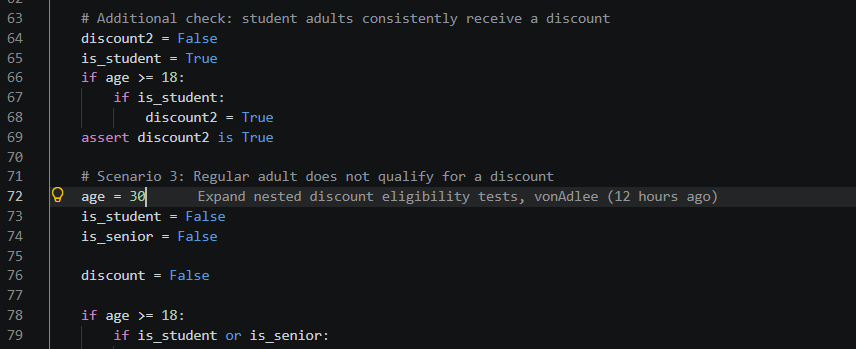 63 # Additional check: student adults consistently receive a discount
64 discount2 = False
65 is_student = True
66 if age >= 18:
67     if is_student:
68         discount2 = True
69 assert discount2 is True
70
71 # Scenario 3: Regular adult does not qualify for a discount
72 age = 30 Expand nested discount eligibility tests, vonAdlee (12 hours ago)
73 is_student = False
74 is_senior = False
75
76 discount = False
77
78 if age >= 18:
79     if is_student or is_senior: